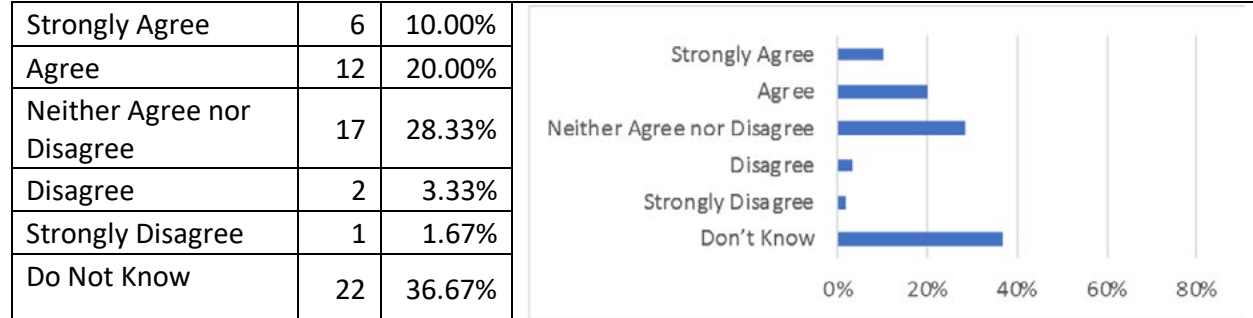 Strongly Agree 6 10.00%
Agree 12 20.00%
Neither Agree nor
Disagree 17 28.33%
Disagree 2 3.33%
Strongly Disagree 1 1.67%
Do Not Know 22 36.67%
Strongly Agree
Agree
Neither Agree nor Disagree
Disagree
Strongly Disagree
Don't Know
0% 20% 40% 60% 80%